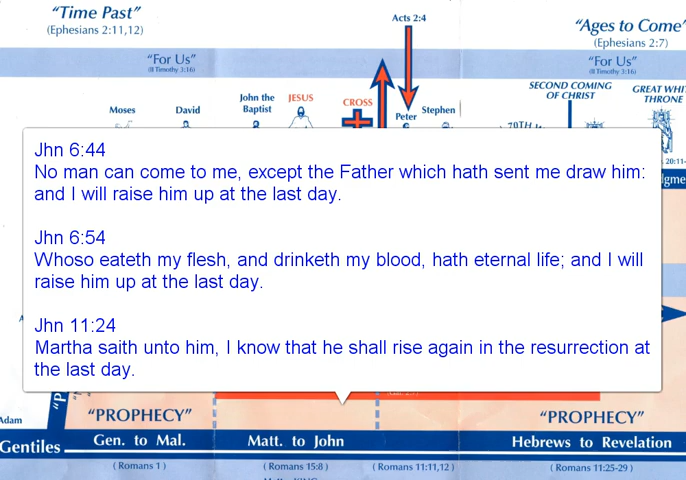 "Time Past"
(Ephesians 2:11,12)
Acts 2:4
"Ages to Come"
(Ephesians 2:7)
"For Us"
(II Timothy 3:16)
"For Us"
(II Timothy 3:16)
Moses
David
John the
Baptist
JESUS
CROSS
Peter
Stephen
SECOND COMING
OF CHRIST
GREAT WHI
THRONE
70TH
20:11-
dgme
Jhn 6:44
No man can come to me, except the Father which hath sent me draw him:
and I will raise him up at the last day.
Jhn 6:54
Whoso eateth my flesh, and drinketh my blood, hath eternal life; and I will
raise him up at the last day.
Jhn 11:24
Martha saith unto him, I know that he shall rise again in the resurrection at
the last day.
Adam
"PROPHECY"
"PROPHECY"
Gentiles
Gen. to Mal.
Matt. to John
Hebrews to Revelation
(Romans 1)
(Romans 15:8)
(Romans 11:11,12)
(Romans 11:25-29)